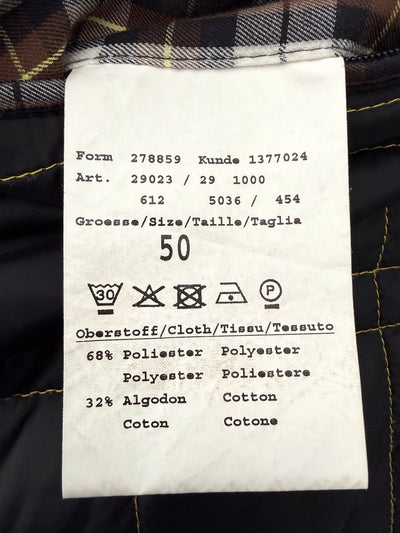 Form 278859 Kunde 1377024
Art. 29023 / 29 1000
612 5036 / 454
Groesse/Size/Taille/Taglia
50
30 P
Oberstoff/Cloth/Tissu/Tessuto
68% Poliester Polyester
Polyester Poliestere
32% Algodon Cotton
Coton Cotone